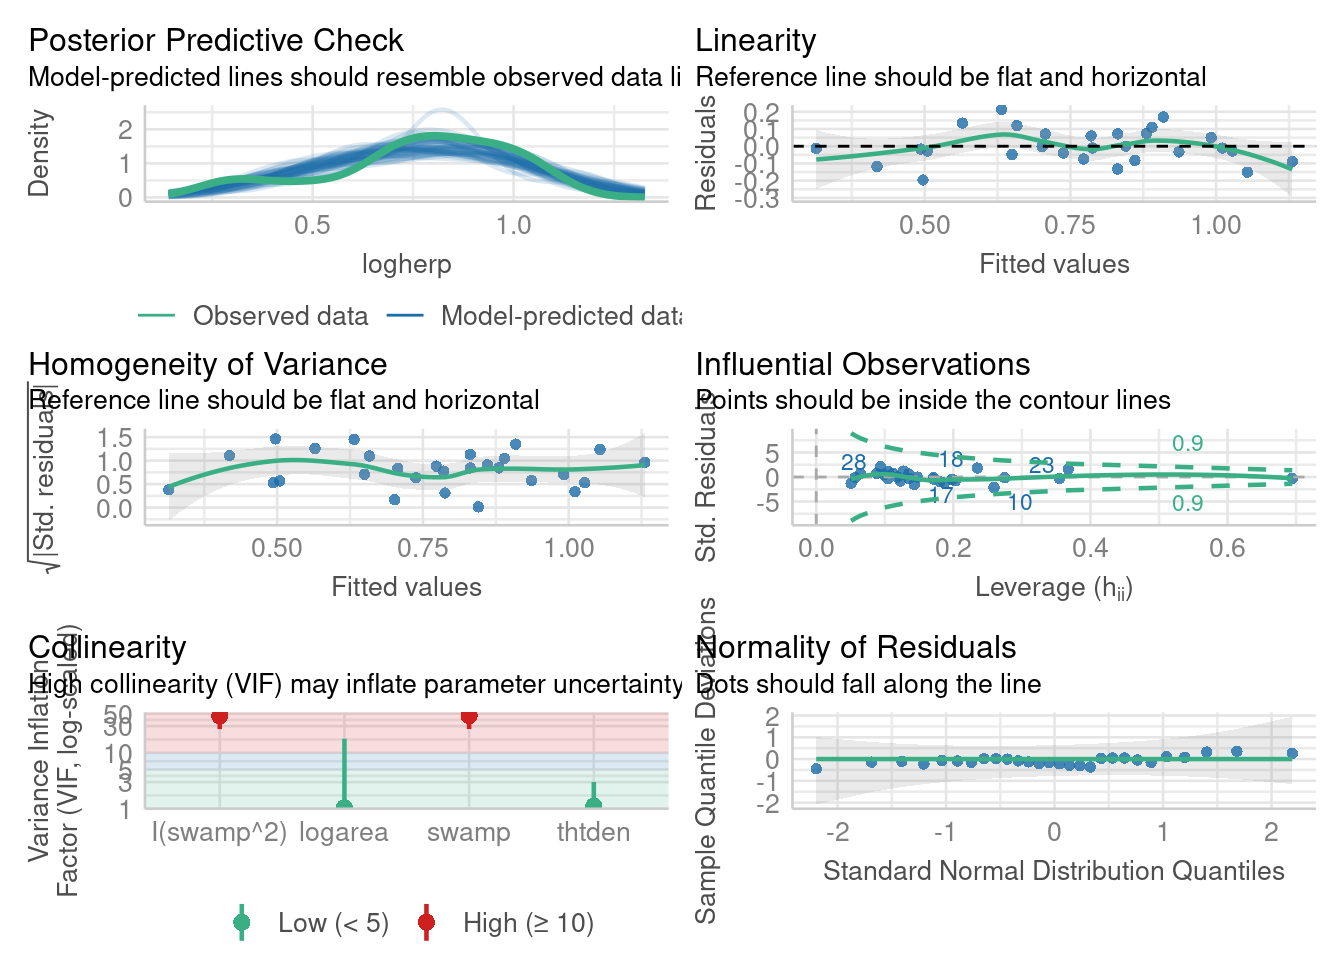 Posterior Predictive Check
Model-predicted lines should resemble observed data li
Density
2
1
0
0.5 1.0
logherp
Observed data Model-predicted data
Linearity
Reference line should be flat and horizontal
Residuals
0.2
0.1
0.0
-0.1
-0.2
-0.3
0.50 0.75 1.00
Fitted values
Homogeneity of Variance
Reference line should be flat and horizontal
√|Std. residuals|
1.5
1.0
0.5
0.0
0.50 0.75 1.00
Fitted values
Influential Observations
Points should be inside the contour lines
Std. Residuals
5
0
-5
28 18 23 0.9
17 10 0.9
0.0 0.2 0.4 0.6
Leverage (hii)
Collinearity
High collinearity (VIF) may inflate parameter uncertainty
Variance Inflation
Factor (VIF, log-scaled)
50
30
10
5
3
1
I(swamp^2) logarea swamp thtden
Low (< 5) High (≥ 10)
Normality of Residuals
Dots should fall along the line
Sample Quantile Deviations
2
1
0
-1
-2
-2 -1 0 1 2
Standard Normal Distribution Quantiles